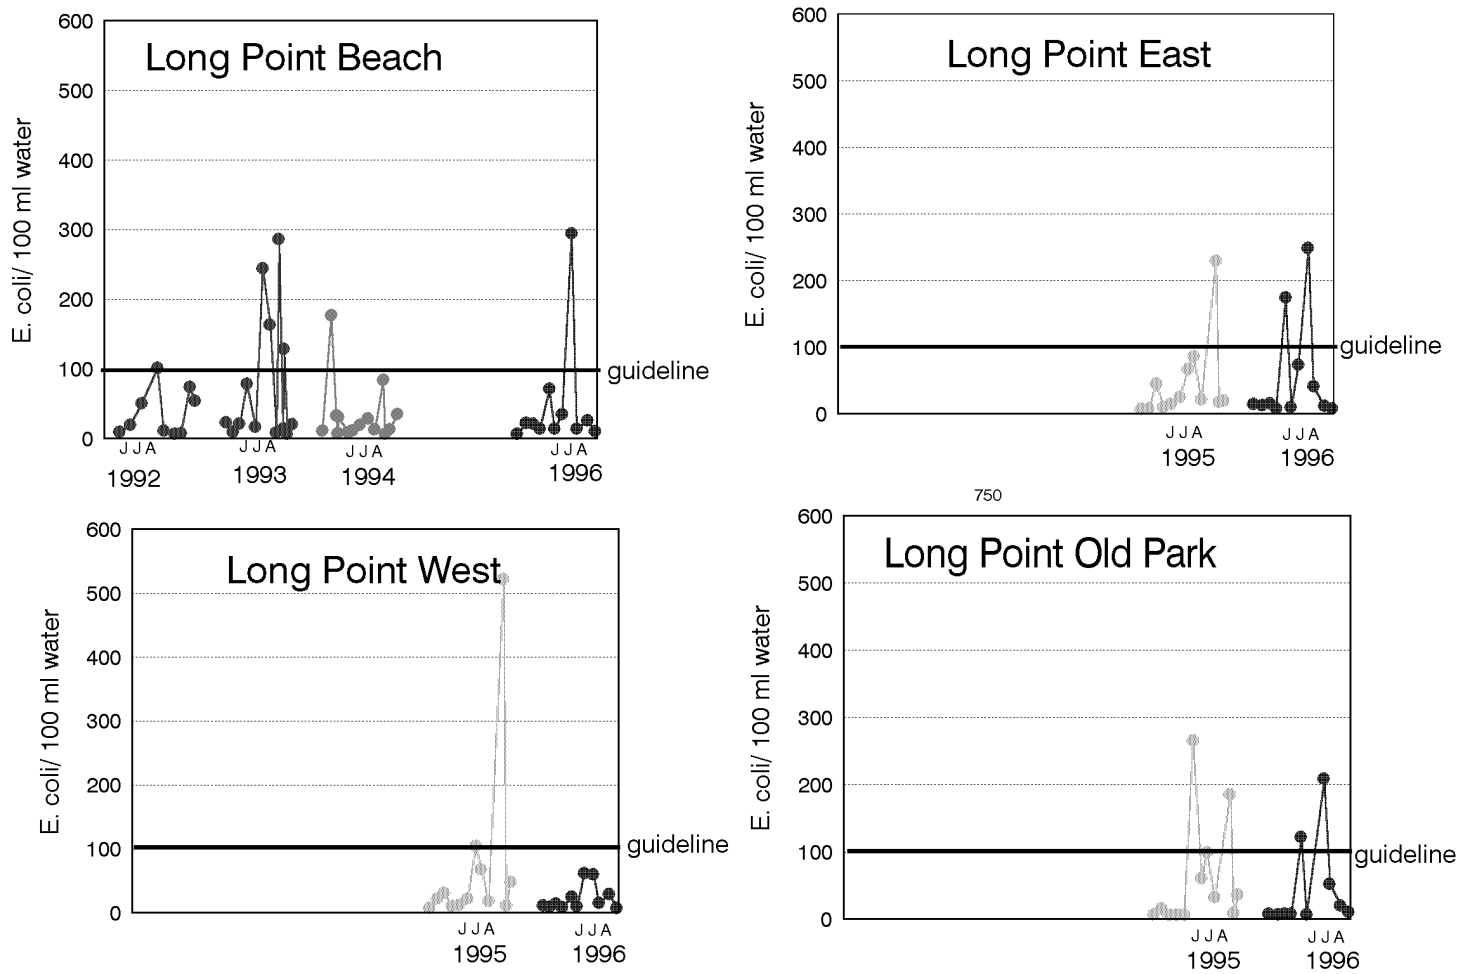 Long Point Beach
E. coli/ 100 ml water
600
500
400
300
200
100
0
guideline
J J A
1992
J J A
1993
J J A
1994
J J A
1996
Long Point East
E. coli/ 100 ml water
600
500
400
300
200
100
0
guideline
J J A
1995
J J A
1996
Long Point West
E. coli/ 100 ml water
600
500
400
300
200
100
0
guideline
J J A
1995
J J A
1996
750
Long Point Old Park
E. coli/ 100 ml water
600
500
400
300
200
100
0
guideline
J J A
1995
J J A
1996